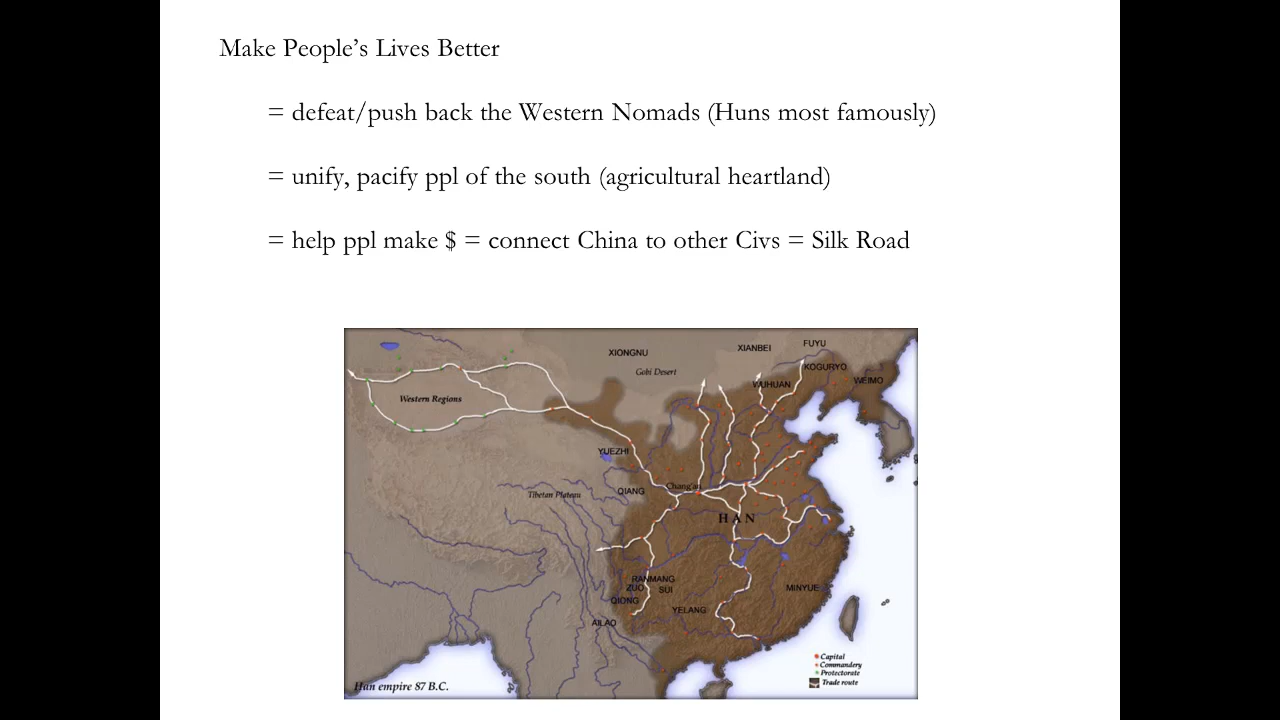 Make People’s Lives Better
= defeat/push back the Western Nomads (Huns most famously)
= unify, pacify ppl of the south (agricultural heartland)
= help ppl make $ = connect China to other Civs = Silk Road
XIONGNU
XIANBEI
FUYU
Gobi Desert
KOGURYO
WUHUAN
WEIMO
Western Regions
YUEZHI
QIANG
Chang'an
Tibetan Plateau
HAN
RANMANG
ZUO
SUI
MINYUE
QIONG
YELANG
AILAO
Capital
Commandery
Protectorate
Trade route
Han empire 87 B.C.